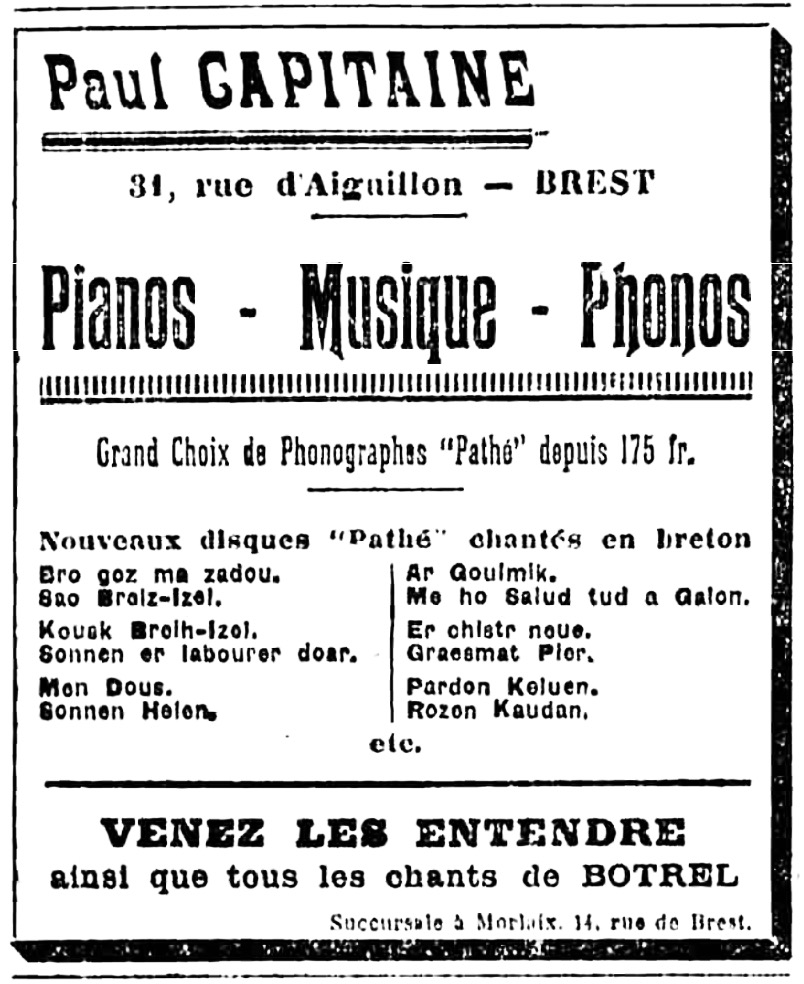 Paul CAPITAINE
31, rue d'Aiguillon — BREST
Pianos - Musique - Phonos
Grand Choix de Phonographes "Pathé" depuis 175 fr.
Nouveaux disques "Pathé" chantés en breton
Bro goz ma zadou.
Sao Breiz-Izel.
Kousk Breih-Izel.
Sonnen er labourer doar.
Men Dous.
Sonnen Helen.
Ar Goulmik.
Me ho Salud tud a Galon.
Er chistr neue.
Graesmat Pier.
Pardon Keluen.
Rozen Kaudan.
etc.
VENEZ LES ENTENDRE
ainsi que tous les chants de BOTREL
Succursale à Morlaix, 14, rue de Brest.